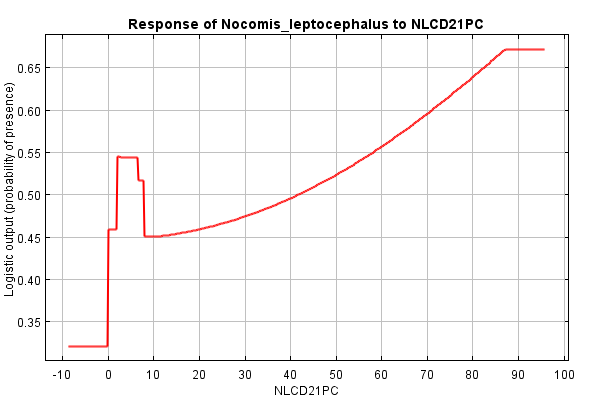 Response of Nocomis_leptocephalus to NLCD21PC
Logistic output (probability of presence)
0.65
0.60
0.55
0.50
0.45
0.40
0.35
-10 0 10 20 30 40 50 60 70 80 90 100
NLCD21PC